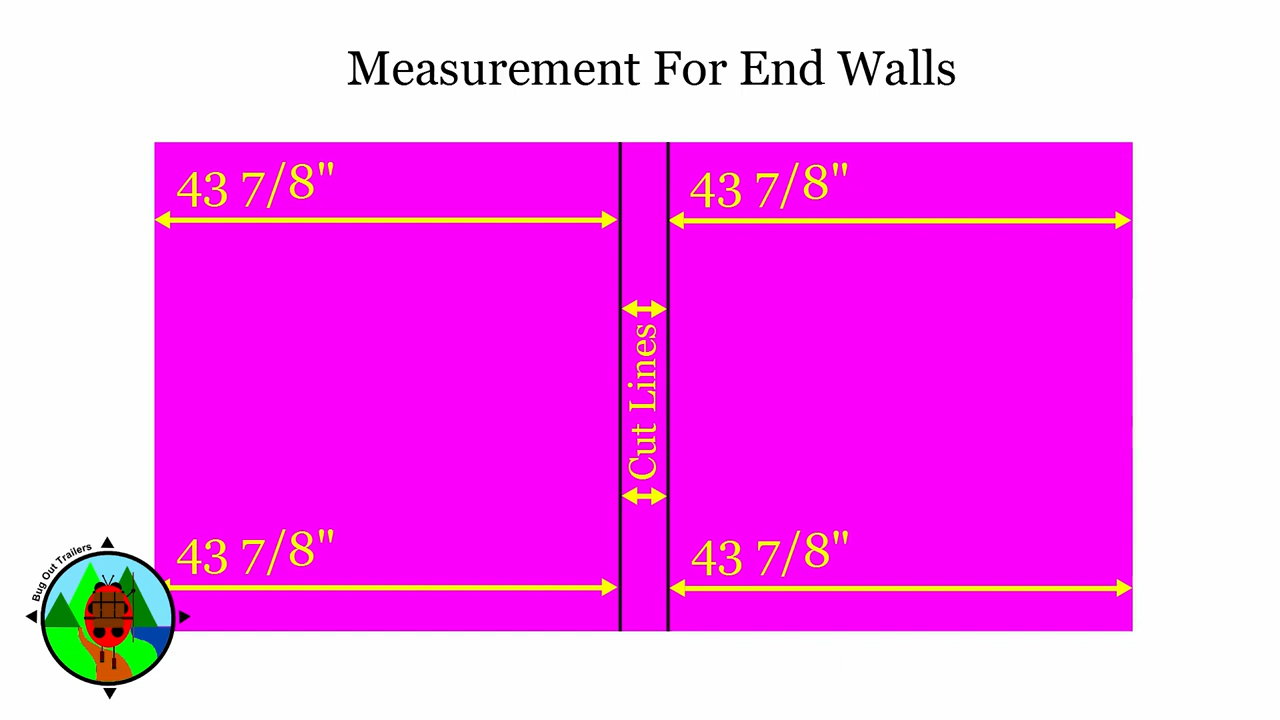 Measurement For End Walls
43 7/8"
43 7/8"
Cut Lines
43 7/8"
43 7/8"
Bug Out Trailers